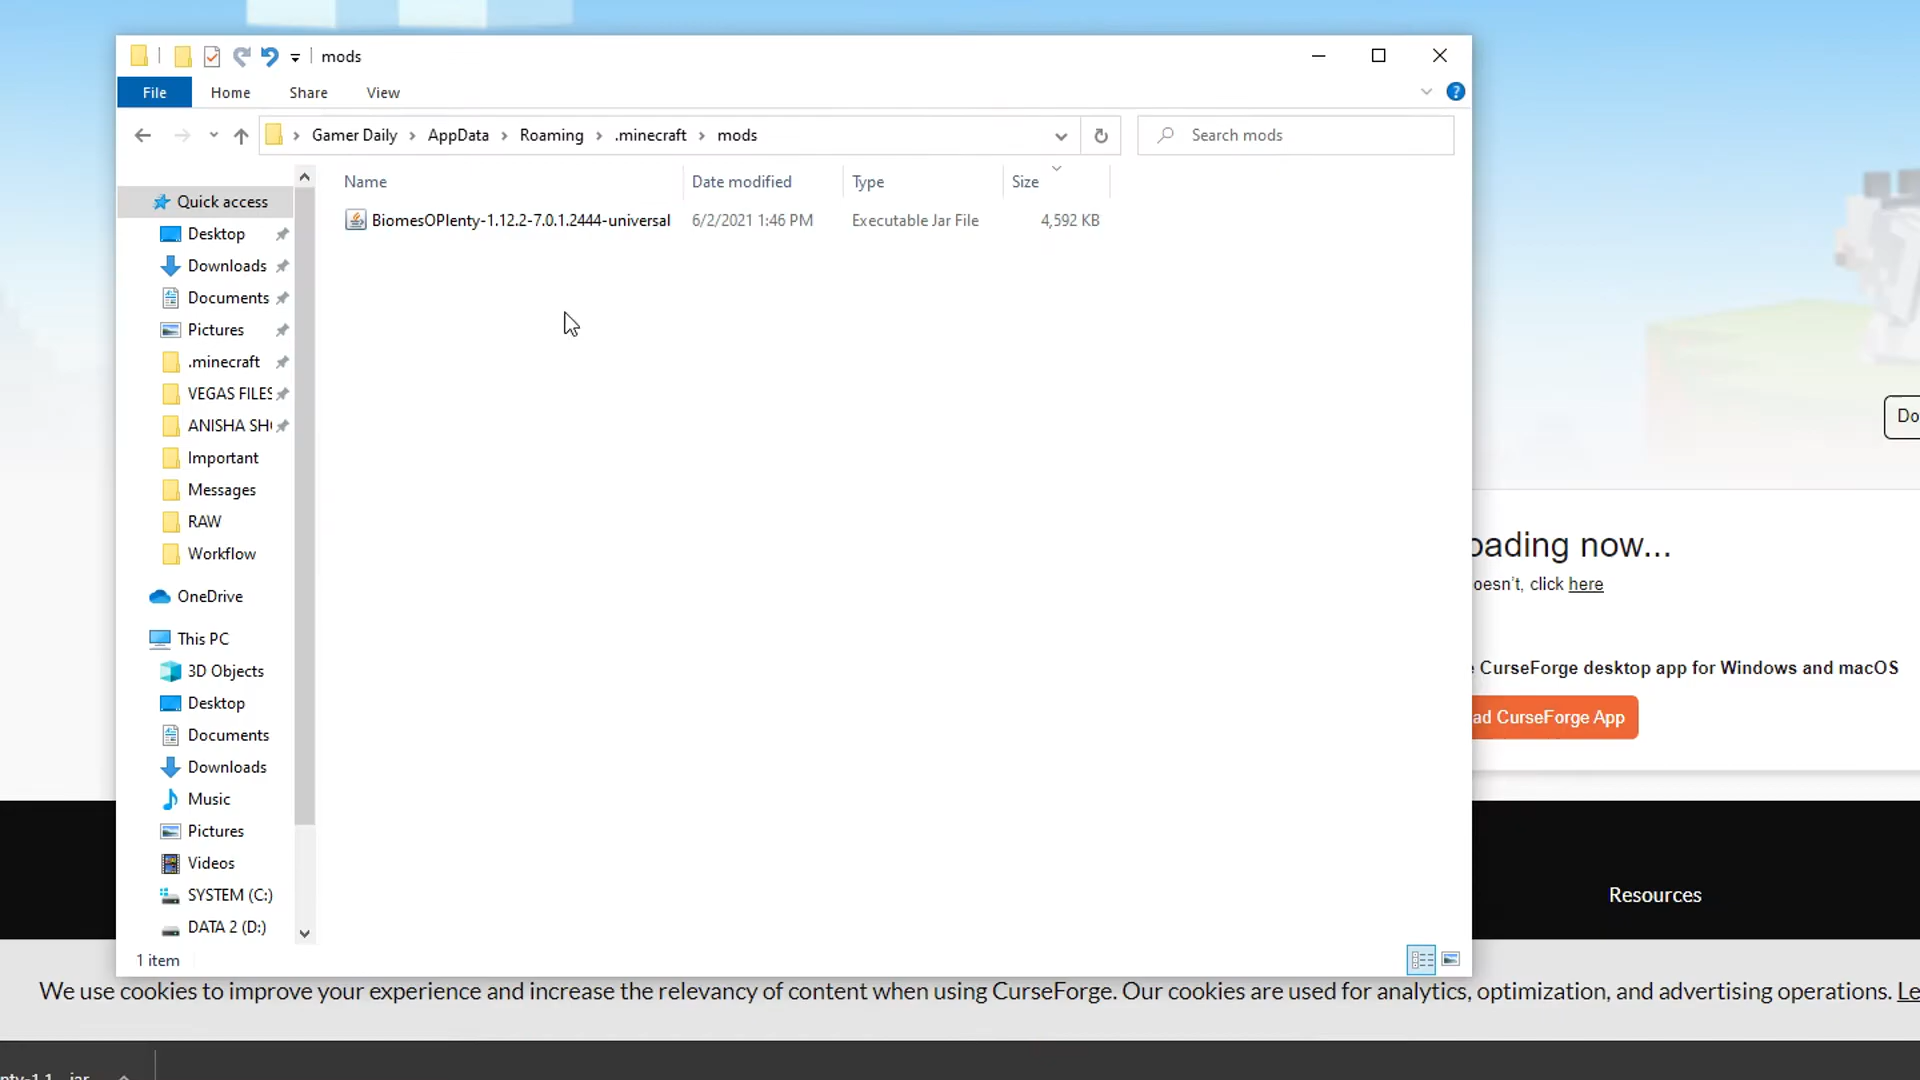 mods
File Home Share View
Gamer Daily > AppData > Roaming > .minecraft > mods
Search mods
Name Date modified Type Size
Quick access
BiomesOPlenty-1.12.2-7.0.1.2444-universal 6/2/2021 1:46 PM Executable Jar File 4,592 KB
Desktop
Downloads
Documents
Pictures
.minecraft
VEGAS FILES
ANISHA SH
Important
Messages
RAW
Workflow
OneDrive
This PC
3D Objects
Desktop
Documents
Downloads
Music
Pictures
Videos
SYSTEM (C:)
DATA 2 (D:)
1 item
Do
oading now...
oesn't, click here
CurseForge desktop app for Windows and macOS
ad CurseForge App
Resources
We use cookies to improve your experience and increase the relevancy of content when using CurseForge. Our cookies are used for analytics, optimization, and advertising operations. Le